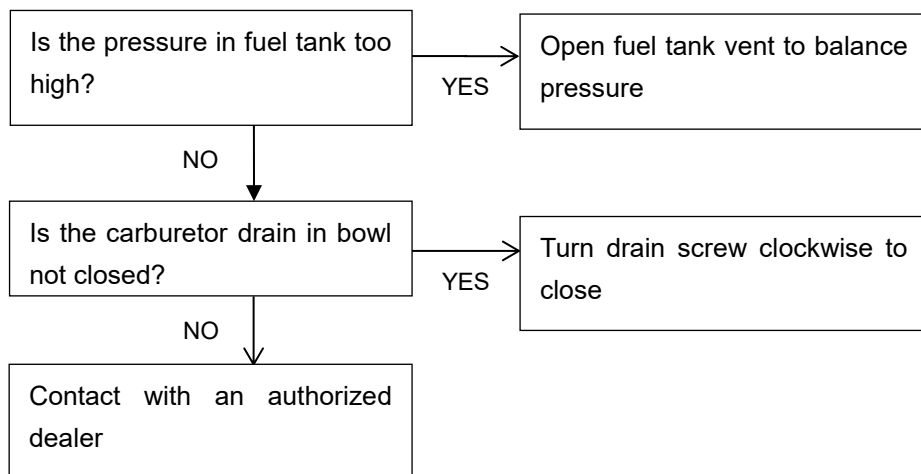 Is the pressure in fuel tank too
high?
YES
Open fuel tank vent to balance
pressure
NO
Is the carburetor drain in bowl
not closed?
YES
Turn drain screw clockwise to
close
NO
Contact with an authorized
dealer